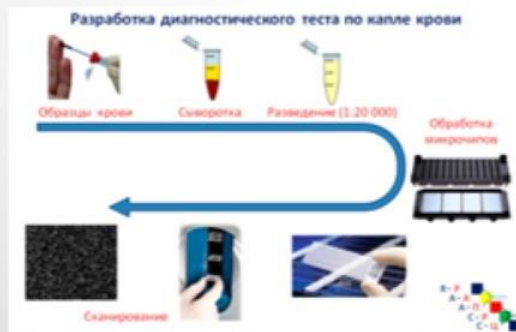 Разработка диагностического теста по капле крови
Образцы крови
Сыворотка
Разведение (1:20 000)
Обработка
микрочипов
Сканирование